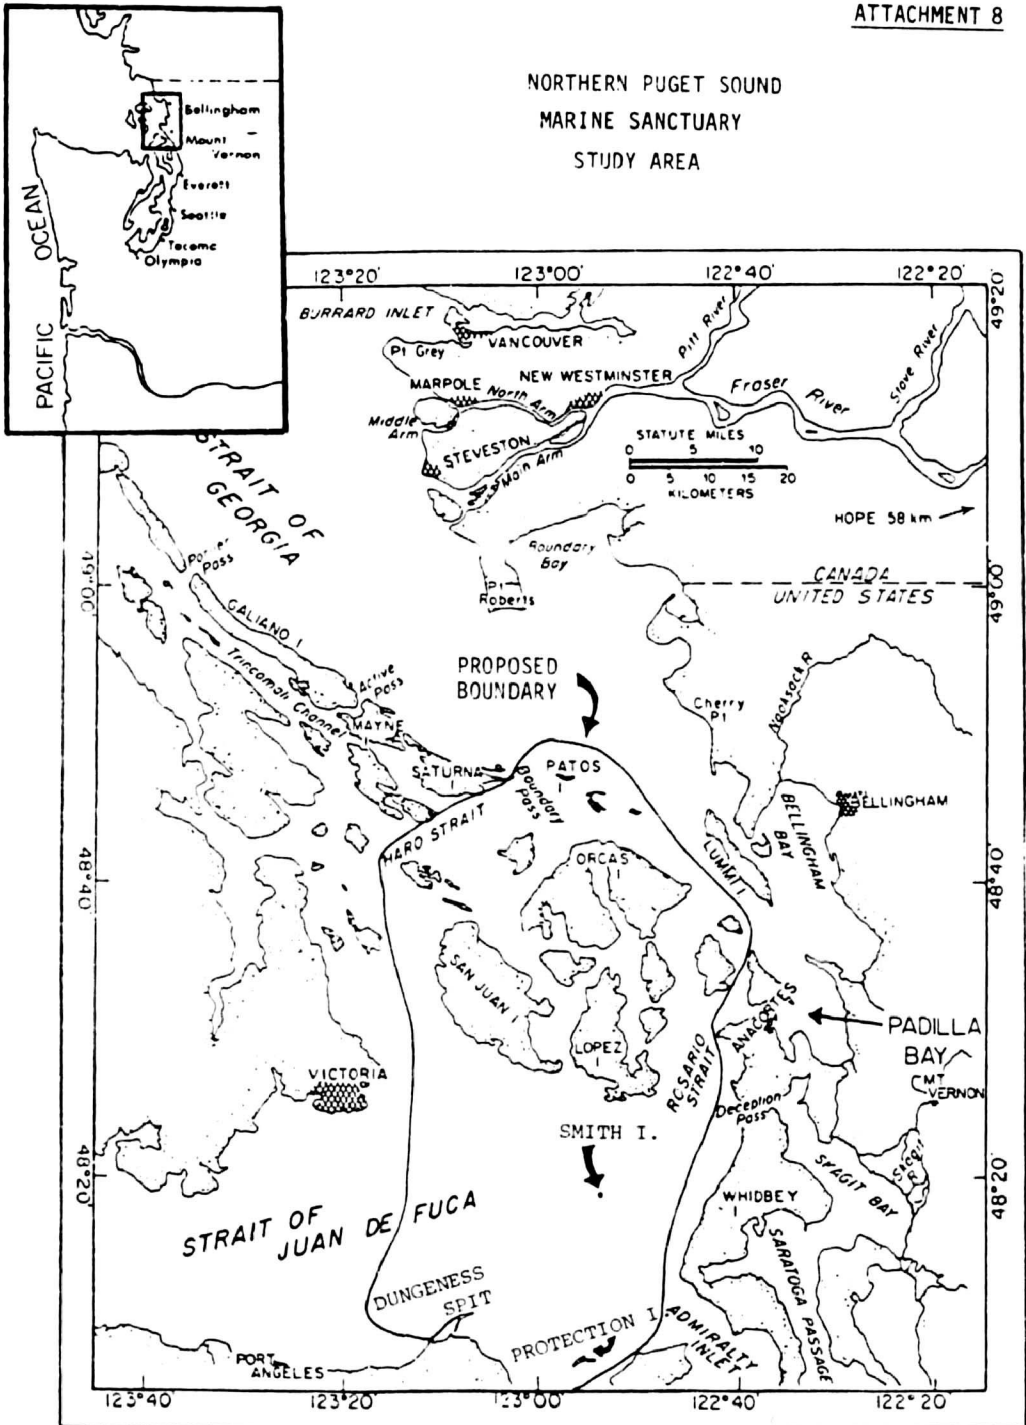 ATTACHMENT 8
NORTHERN PUGET SOUND
MARINE SANCTUARY
STUDY AREA
Bellingham
Mount
Vernon
Everett
Seattle
Tacoma
Olympia
PACIFIC OCEAN
123°20'
123°00'
122°40'
122°20'
49°20'
BURRARD INLET
Pt Grey
VANCOUVER
MARPOLE
NEW WESTMINSTER
North Arm
Middle
Arm
STEVESTON
Main Arm
Pitt River
Fraser River
Stave River
STATUTE MILES
0 5 10
0 5 10 15 20
KILOMETERS
HOPE 58 km
STRAIT OF
GEORGIA
Porlier
Pass
Boundary
Bay
Pt
Roberts
49°00'
CANADA
UNITED STATES
49°00'
GALIANO I
Trincomali Channel
Active
Pass
MAYNE
I
SATURNA
I
PROPOSED
BOUNDARY
Cherry
Pt
Nooksack R
PATOS
I
Boundary
Pass
HARO STRAIT
BELLINGHAM
BELLINGHAM
BAY
LUMMI I
ORCAS
I
48°40'
48°40'
SAN JUAN I
LOPEZ
I
ROSARIO
STRAIT
ANACORTES
PADILLA
BAY
MT
VERNON
VICTORIA
Deception
Pass
SMITH I.
SKAGIT BAY
48°20'
48°20'
WHIDBEY
I
STRAIT OF
JUAN DE FUCA
SARATOGA PASSAGE
DUNGENESS
SPIT
PROTECTION I.
ADMIRALTY
INLET
PORT
ANGELES
123°40'
123°20'
123°00'
122°40'
122°20'